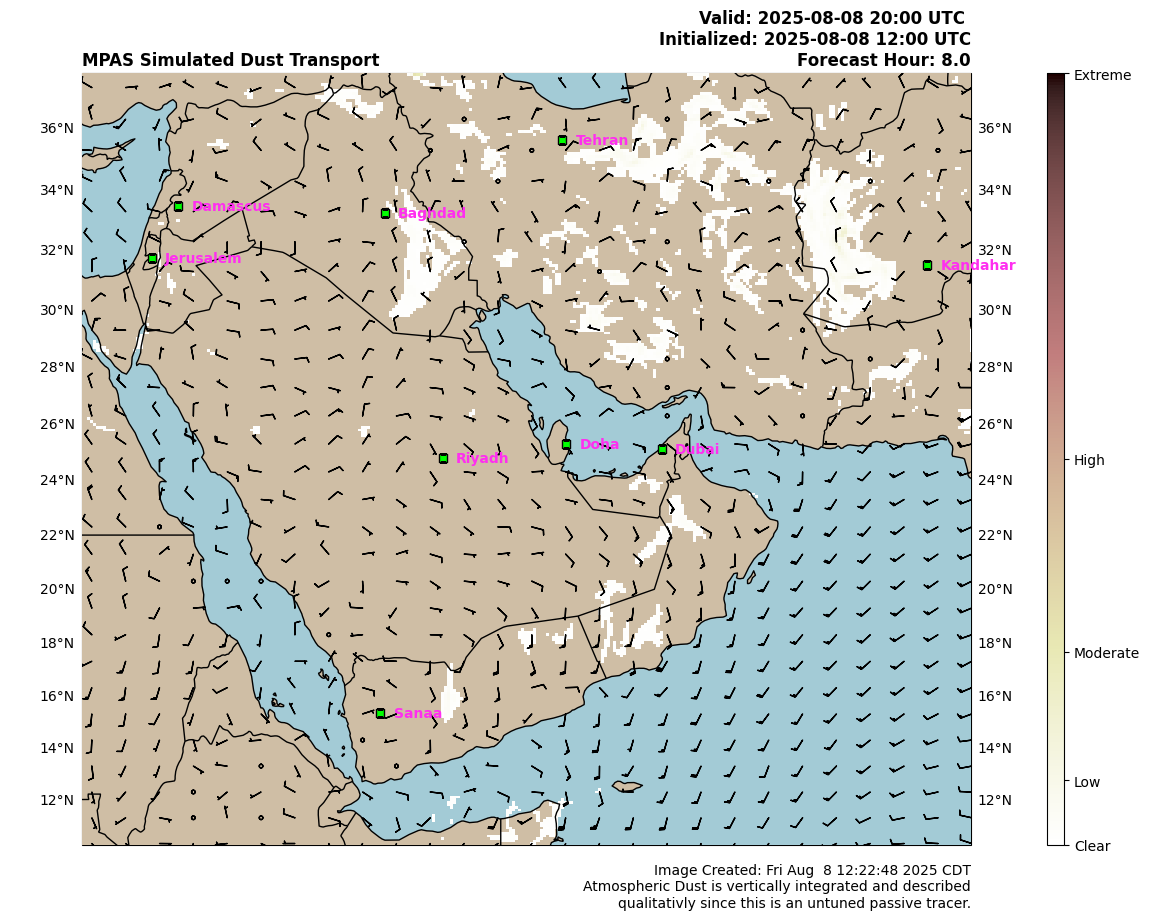 Valid: 2025-08-08 20:00 UTC
Initialized: 2025-08-08 12:00 UTC
MPAS Simulated Dust Transport
Forecast Hour: 8.0
Extreme
36°N
36°N
Tehran
34°N
34°N
Damascus
Baghdad
32°N
32°N
Jerusalem
Kandahar
30°N
30°N
28°N
28°N
26°N
26°N
Doha
Dubai
Riyadh
High
24°N
24°N
22°N
22°N
20°N
20°N
18°N
18°N
Moderate
16°N
16°N
Sanaa
14°N
14°N
Low
12°N
12°N
Clear
Image Created: Fri Aug  8 12:22:48 2025 CDT
Atmospheric Dust is vertically integrated and described
qualitativly since this is an untuned passive tracer.